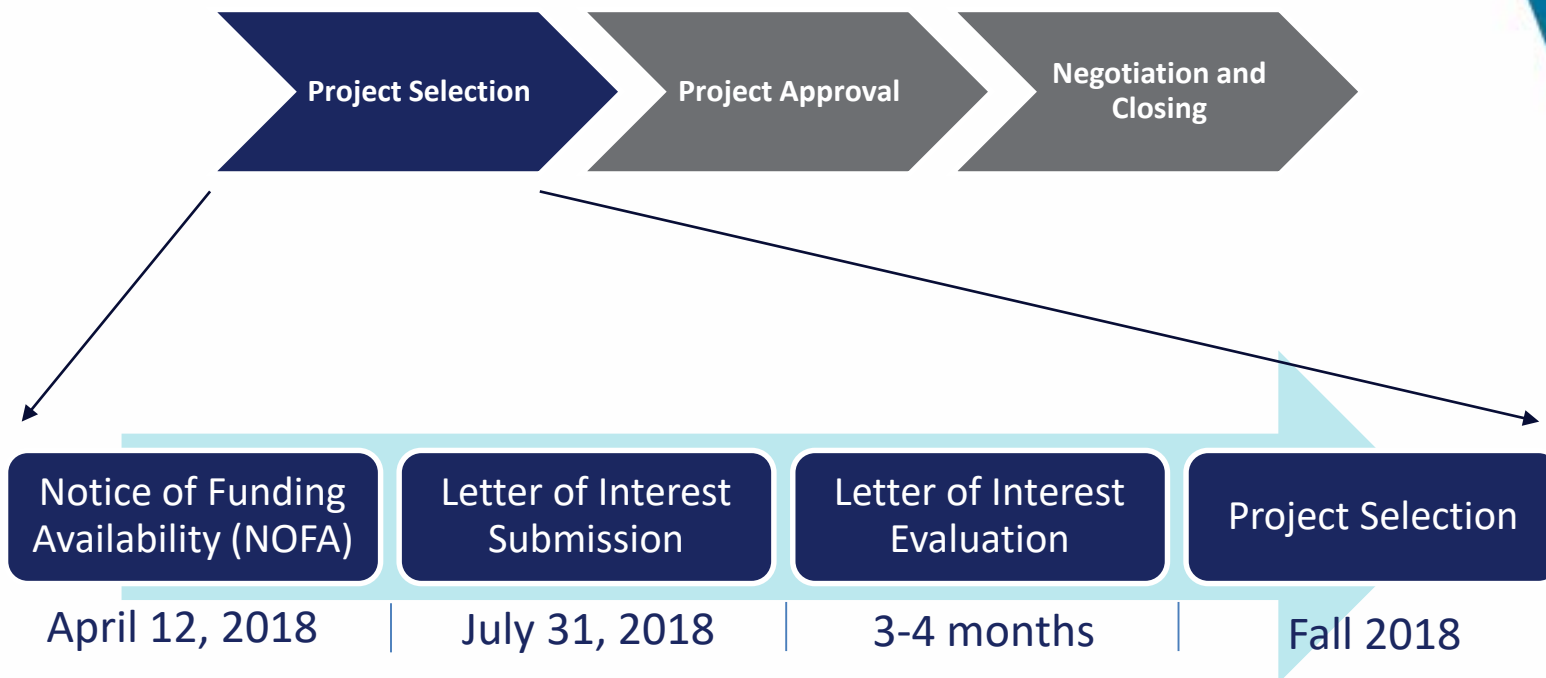 Project Selection
Project Approval
Negotiation and
Closing
Notice of Funding
Availability (NOFA)
Letter of Interest
Submission
Letter of Interest
Evaluation
Project Selection
April 12, 2018
July 31, 2018
3-4 months
Fall 2018